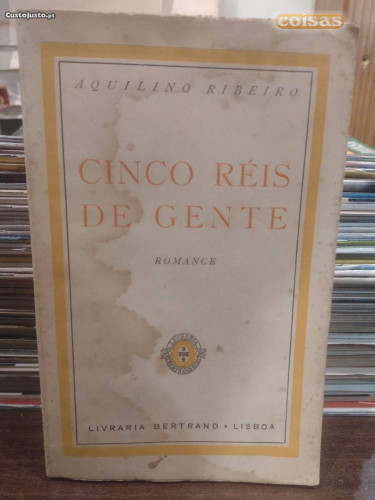 CustoJusto.pt
coisas
AQUILINO RIBEIRO
CINCO RÉIS
DE GENTE
ROMANCE
LIVRARIA BERTRAND • LISBOA